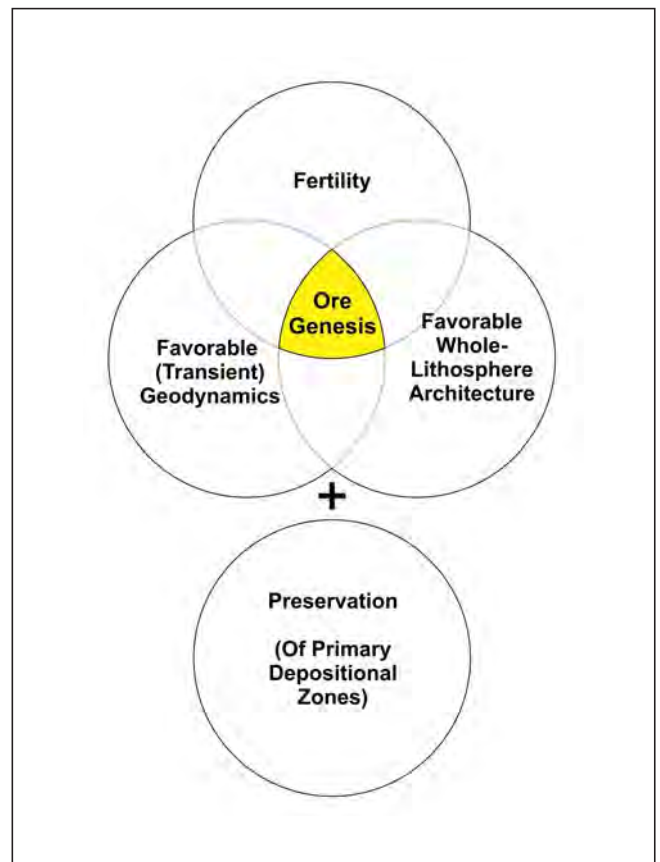 Fertility
Ore
Genesis
Favorable
(Transient)
Geodynamics
Favorable
Whole-
Lithosphere
Architecture
+
Preservation
(Of Primary
Depositional
Zones)